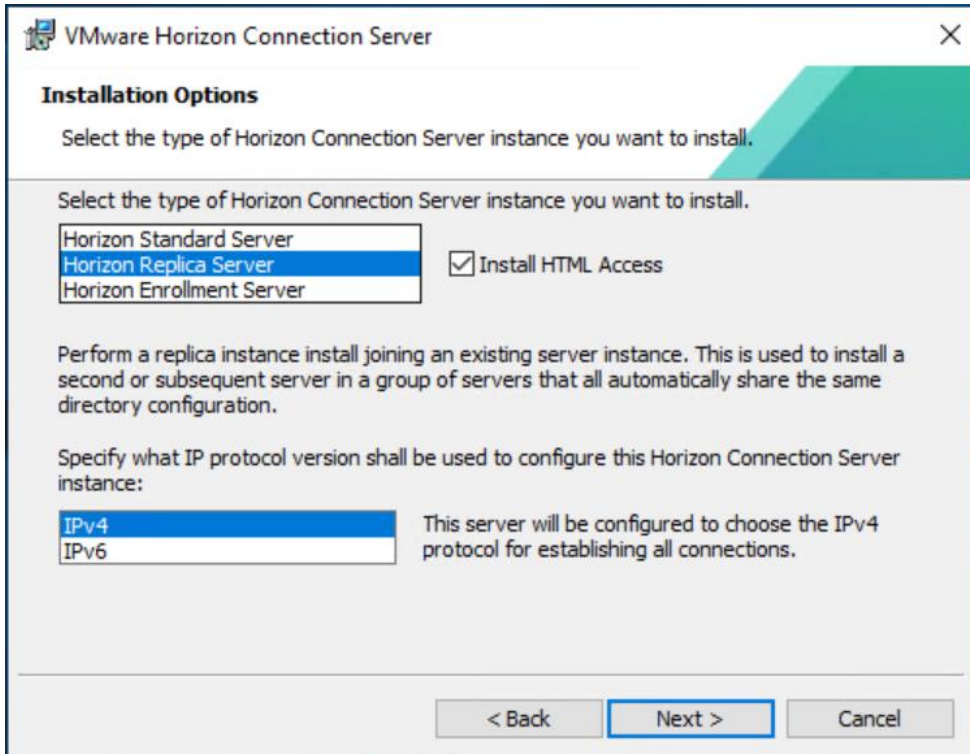 VMware Horizon Connection Server
Installation Options
Select the type of Horizon Connection Server instance you want to install.
Select the type of Horizon Connection Server instance you want to install.
Horizon Standard Server
Horizon Replica Server
Horizon Enrollment Server
Install HTML Access
Perform a replica instance install joining an existing server instance. This is used to install a
second or subsequent server in a group of servers that all automatically share the same
directory configuration.
Specify what IP protocol version shall be used to configure this Horizon Connection Server
instance:
IPv4
IPv6
This server will be configured to choose the IPv4
protocol for establishing all connections.
< Back
Next >
Cancel